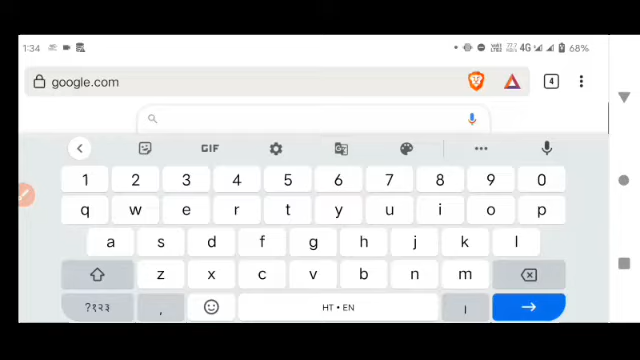 1:34 4G 68%
google.com 4
GIF
1 2 3 4 5 6 7 8 9 0
q w e r t y u i o p
a s d f g h j k l
z x c v b n m
?१२३ , HT • EN ।